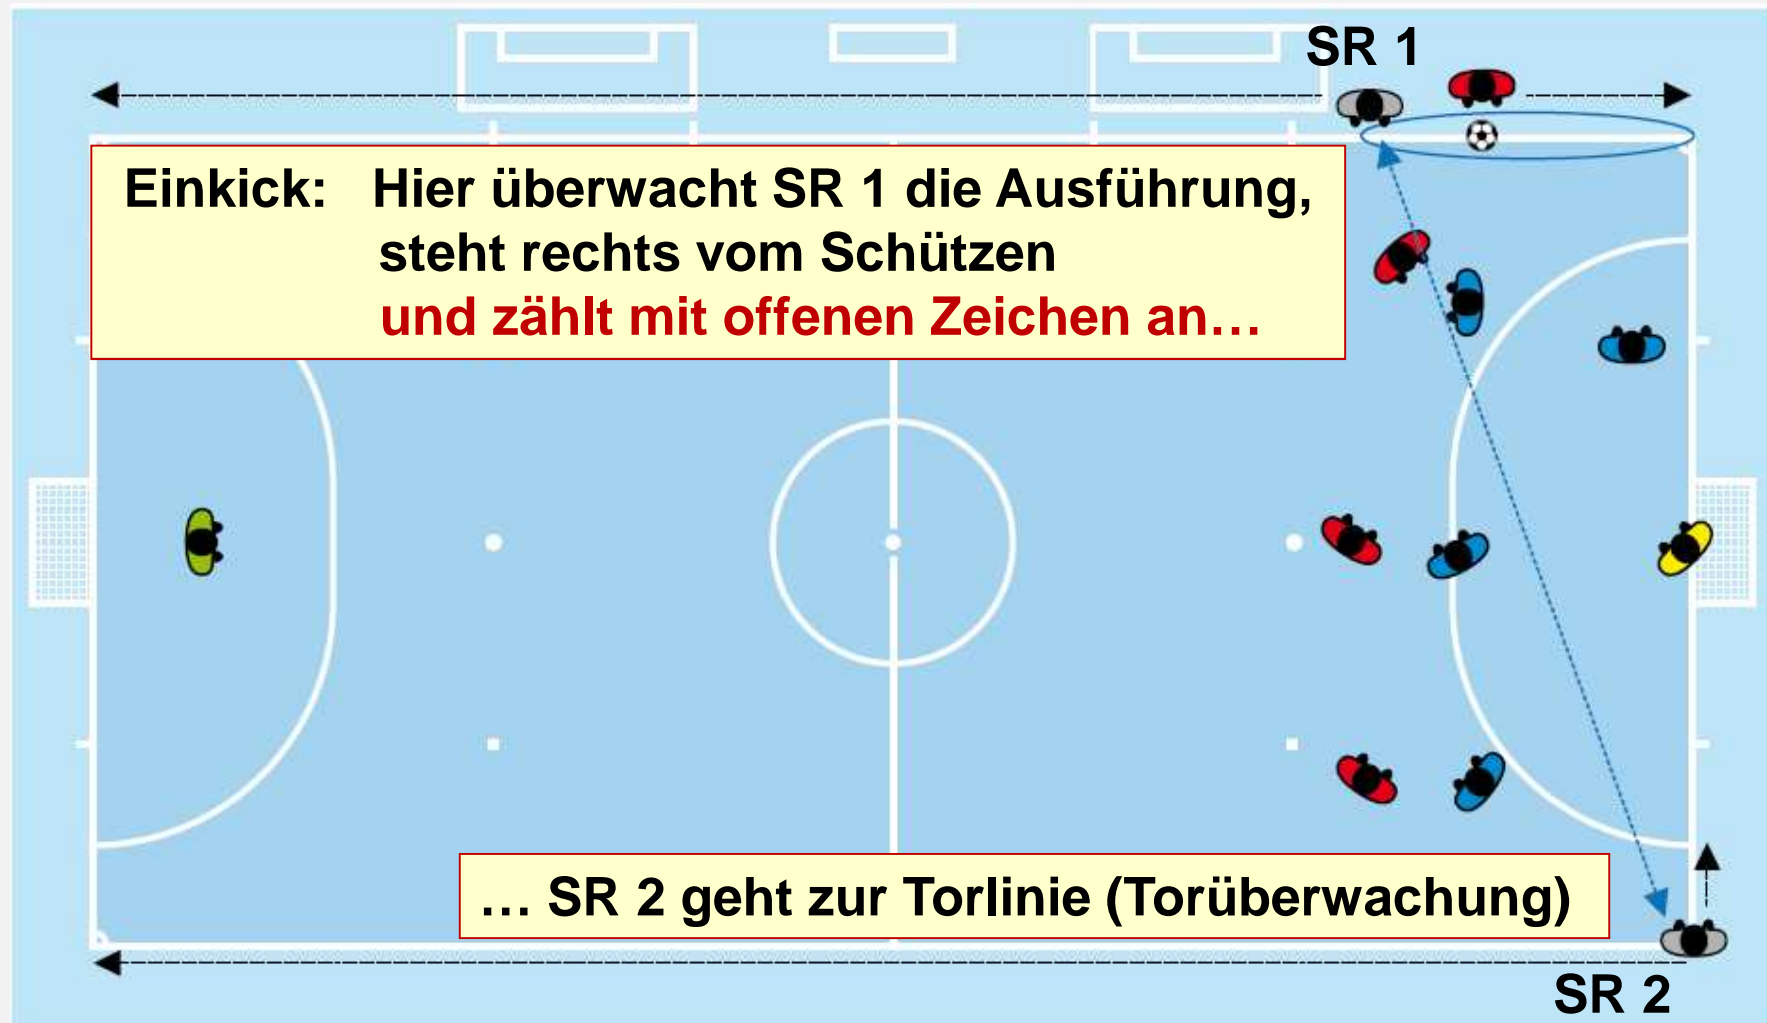 SR 1
Einkick: Hier überwacht SR 1 die Ausführung,
steht rechts vom Schützen
und zählt mit offenen Zeichen an…
… SR 2 geht zur Torlinie (Torüberwachung)
SR 2